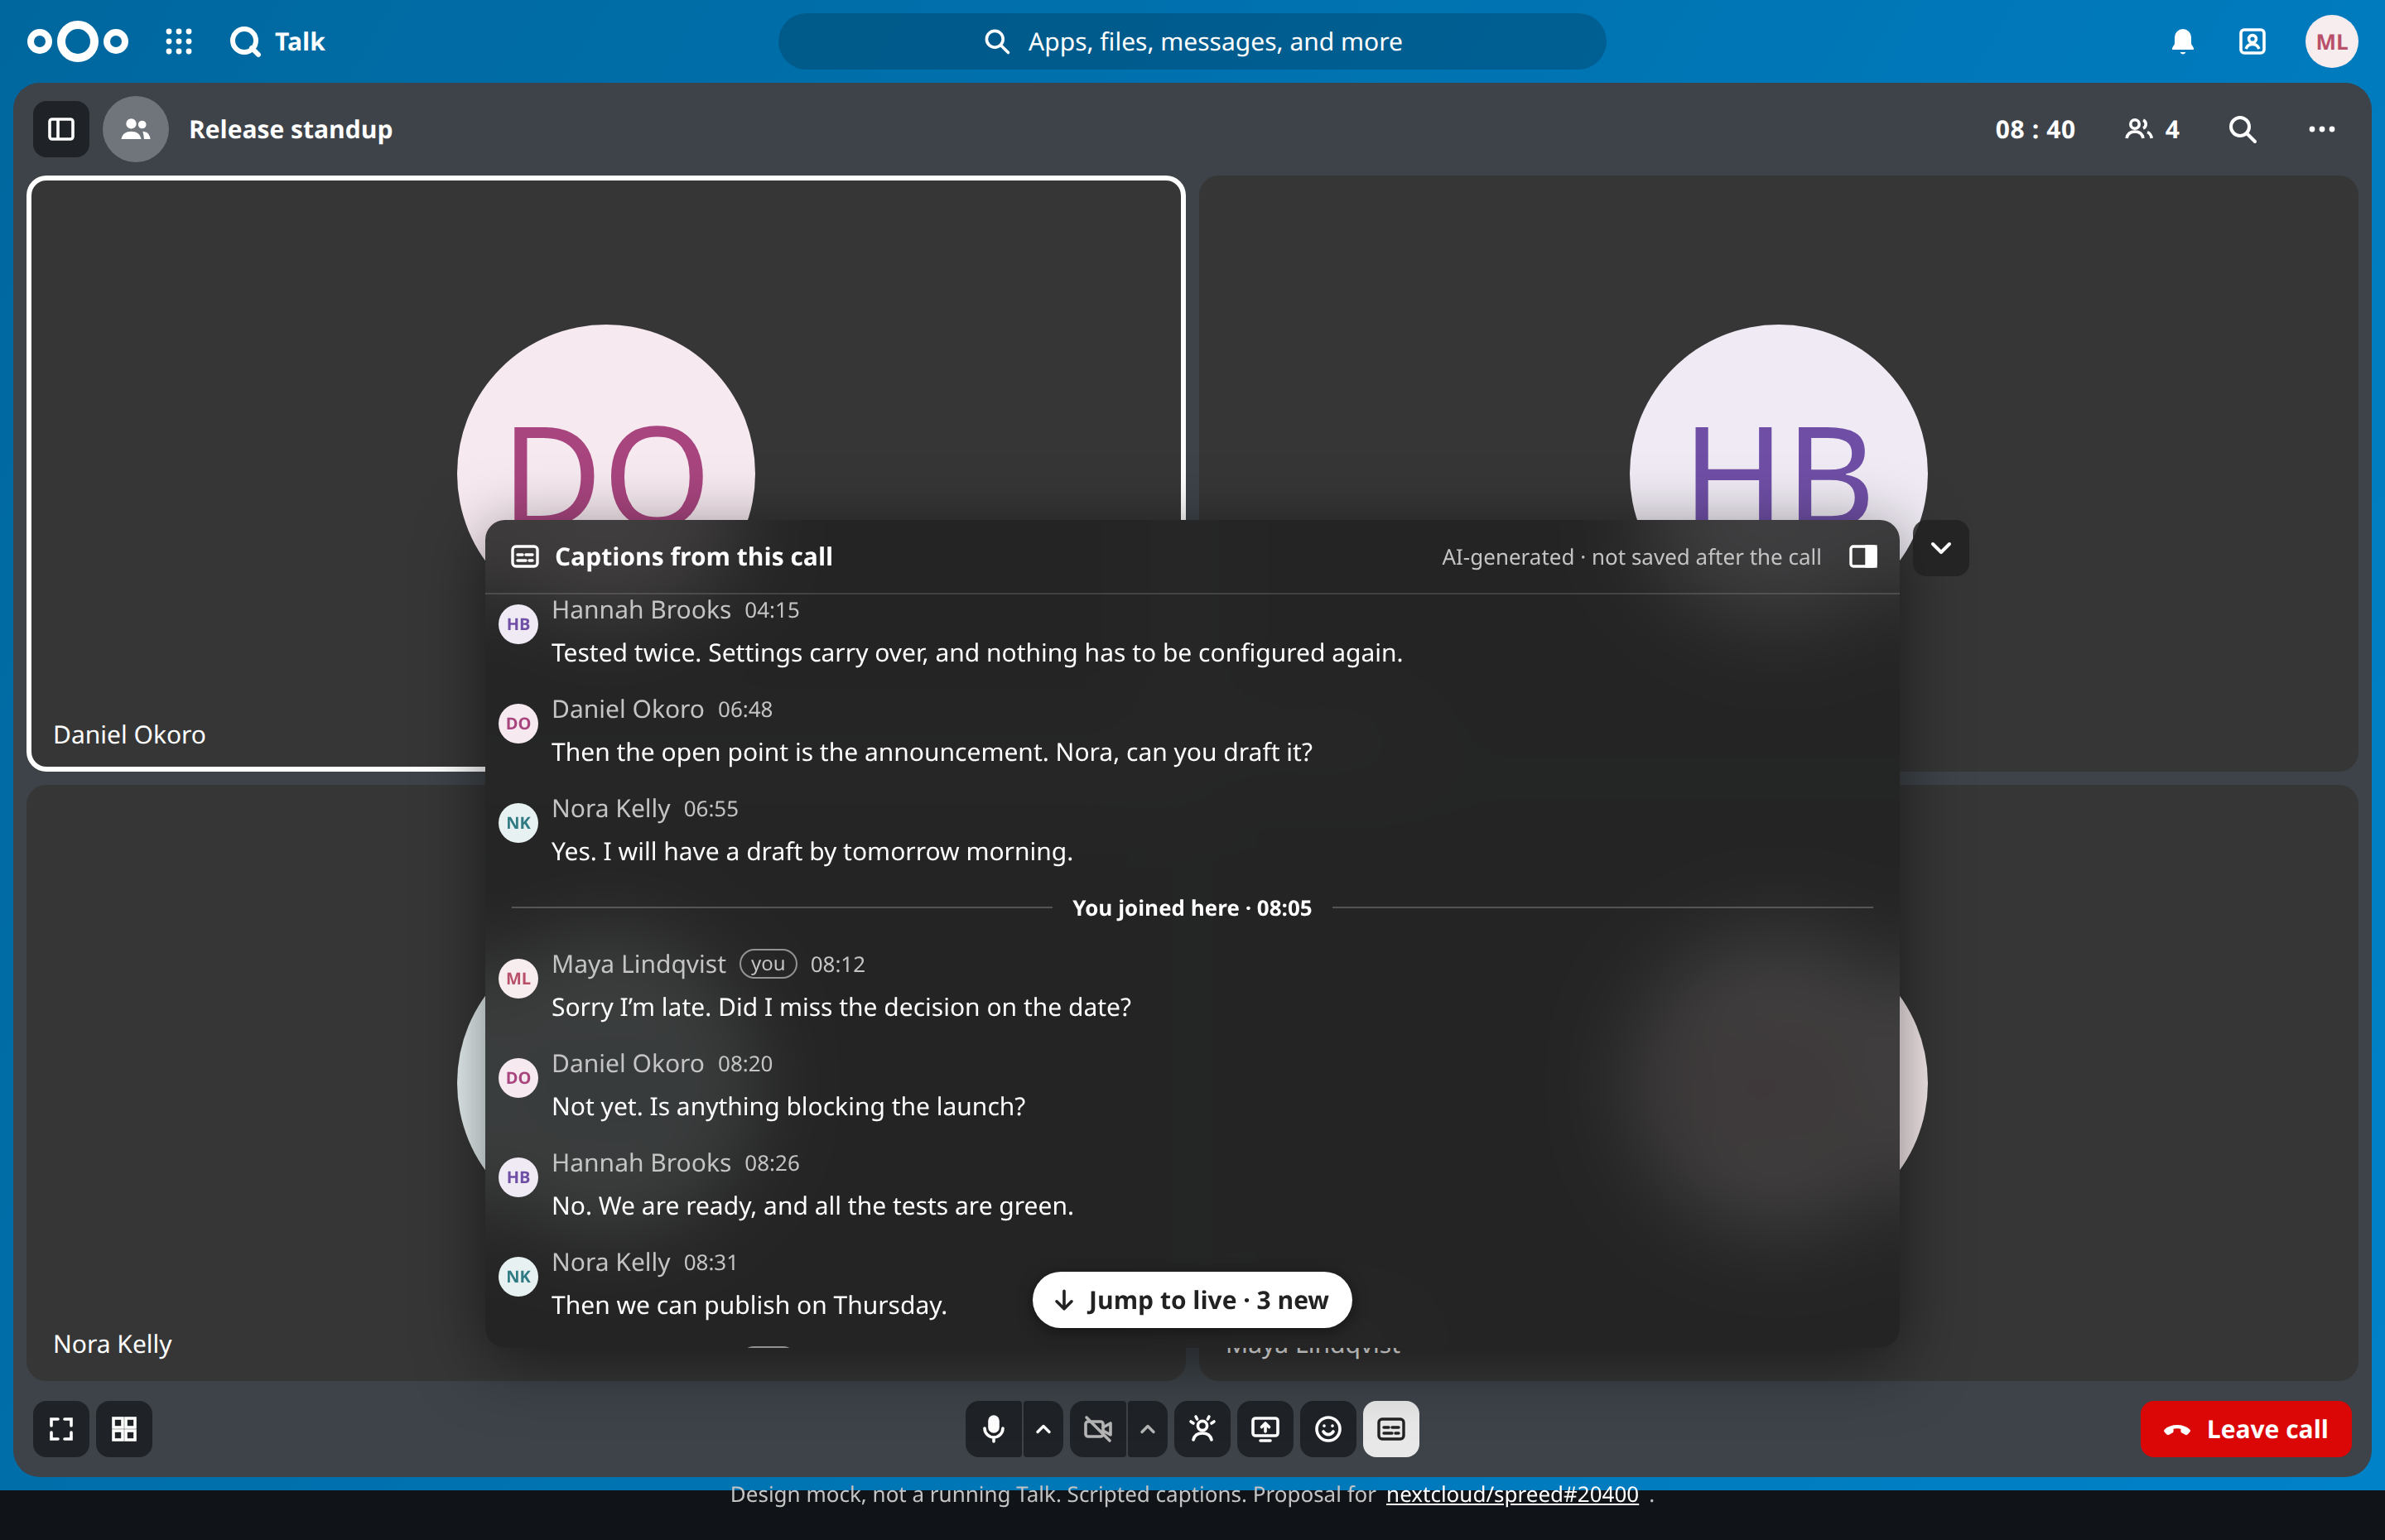 Talk
Apps, files, messages, and more
ML
Release standup
08 : 40
4
DO
HB
Daniel Okoro
Captions from this call
AI-generated · not saved after the call
HB
Hannah Brooks 04:15
Tested twice. Settings carry over, and nothing has to be configured again.
DO
Daniel Okoro 06:48
Then the open point is the announcement. Nora, can you draft it?
NK
Nora Kelly 06:55
Yes. I will have a draft by tomorrow morning.
You joined here · 08:05
ML
Maya Lindqvist you 08:12
Sorry I’m late. Did I miss the decision on the date?
DO
Daniel Okoro 08:20
Not yet. Is anything blocking the launch?
HB
Hannah Brooks 08:26
No. We are ready, and all the tests are green.
NK
Nora Kelly 08:31
Then we can publish on Thursday.
Jump to live · 3 new
Nora Kelly
Maya Lindqvist
Leave call
Design mock, not a running Talk. Scripted captions. Proposal for nextcloud/spreed#20400 .